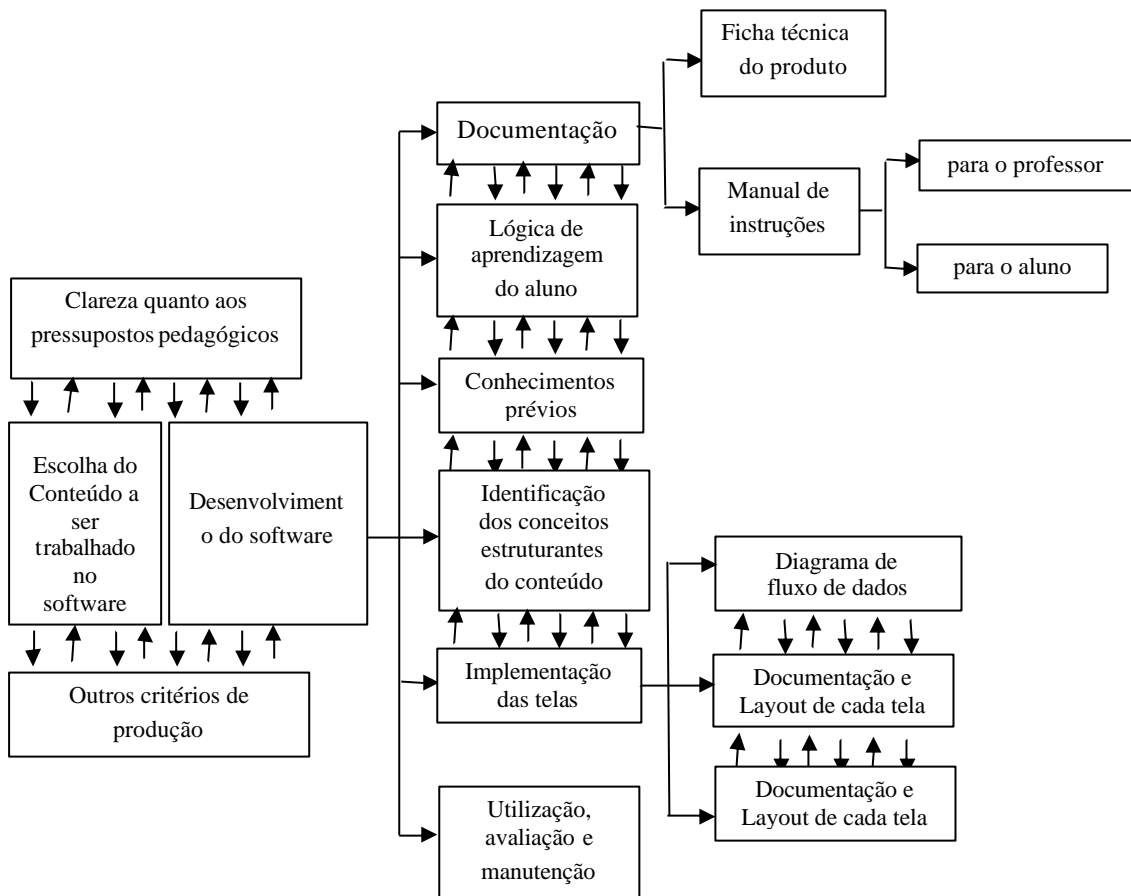 Ficha técnica
do produto
Documentação
para o professor
Manual de
instruções
Lógica de
aprendizagem
do aluno
para o aluno
Clareza quanto aos
pressupostos pedagógicos
Conhecimentos
prévios
Escolha do
Conteúdo a
ser
trabalhado
no
software
Desenvolviment
o do software
Identificação
dos conceitos
estruturantes
do conteúdo
Diagrama de
fluxo de dados
Implementação
das telas
Documentação e
Layout de cada tela
Outros critérios de
produção
Documentação e
Layout de cada tela
Utilização,
avaliação e
manutenção